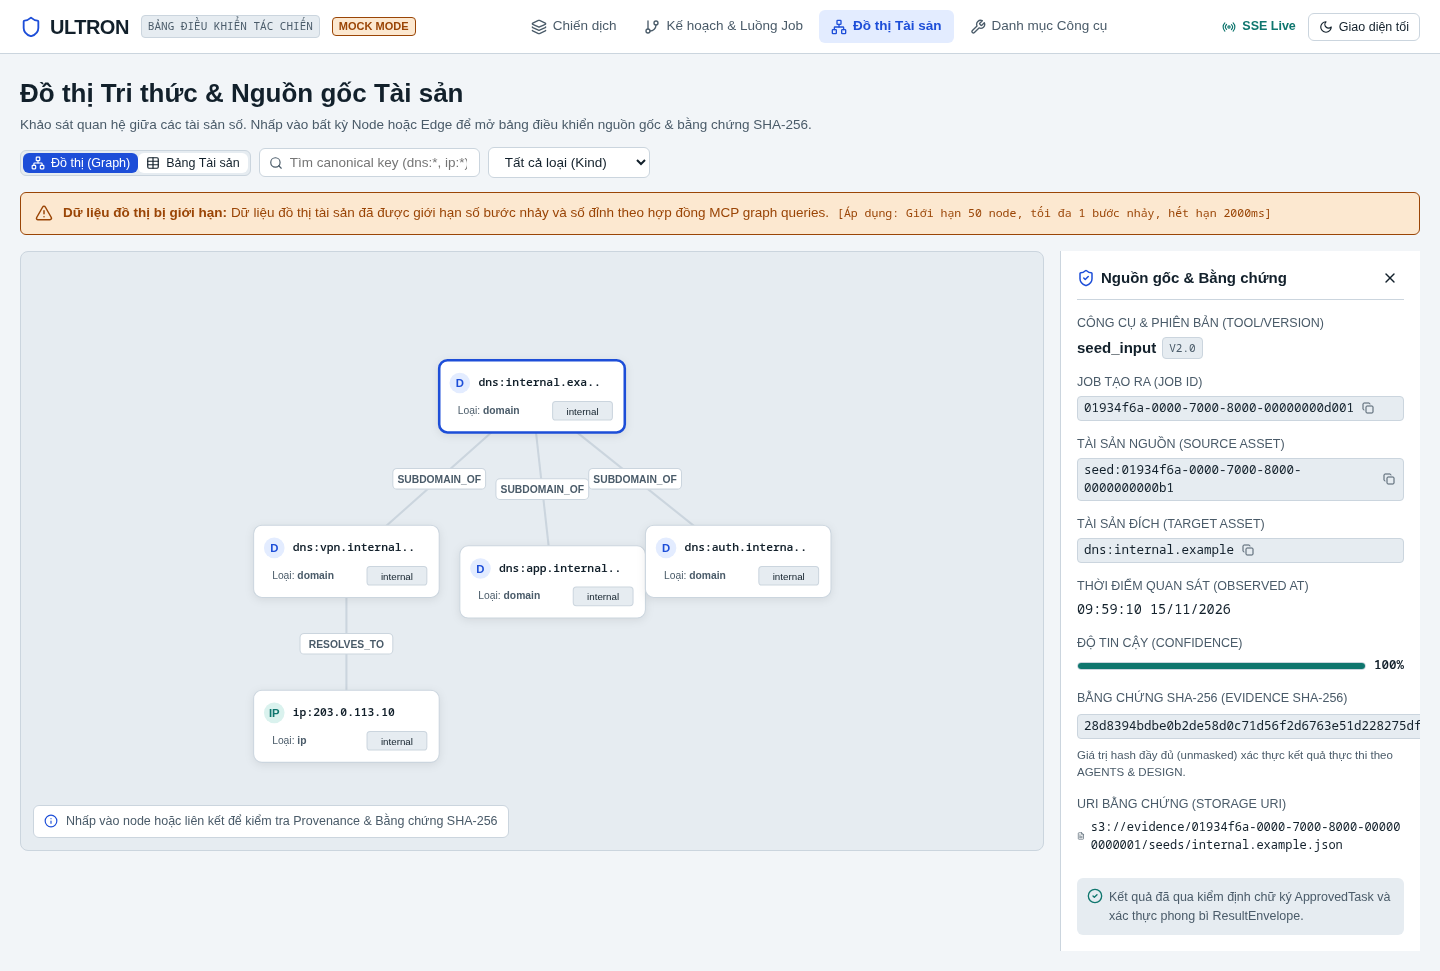 ULTRON
BẢNG ĐIỀU KHIỂN TÁC CHIẾN
MOCK MODE
Chiến dịch
Kế hoạch & Luồng Job
Đồ thị Tài sản
Danh mục Công cụ
SSE Live
Giao diện tối
Đồ thị Tri thức & Nguồn gốc Tài sản
Khảo sát quan hệ giữa các tài sản số. Nhấp vào bất kỳ Node hoặc Edge để mở bảng điều khiển nguồn gốc & bằng chứng SHA-256.
Đồ thị (Graph)
Bảng Tài sản
Tìm canonical key (dns:*, ip:*)
Tất cả loại (Kind)
Dữ liệu đồ thị bị giới hạn: Dữ liệu đồ thị tài sản đã được giới hạn số bước nhảy và số đỉnh theo hợp đồng MCP graph queries. [Áp dụng: Giới hạn 50 node, tối đa 1 bước nhảy, hết hạn 2000ms]
D dns:internal.exa..
Loại: domain internal
SUBDOMAIN_OF
SUBDOMAIN_OF
SUBDOMAIN_OF
D dns:vpn.internal..
Loại: domain internal
D dns:app.internal..
Loại: domain internal
D dns:auth.interna..
Loại: domain internal
RESOLVES_TO
IP ip:203.0.113.10
Loại: ip internal
Nhấp vào node hoặc liên kết để kiểm tra Provenance & Bằng chứng SHA-256
Nguồn gốc & Bằng chứng
CÔNG CỤ & PHIÊN BẢN (TOOL/VERSION)
seed_input V2.0
JOB TẠO RA (JOB ID)
01934f6a-0000-7000-8000-00000000d001
TÀI SẢN NGUỒN (SOURCE ASSET)
seed:01934f6a-0000-7000-8000-
0000000000b1
TÀI SẢN ĐÍCH (TARGET ASSET)
dns:internal.example
THỜI ĐIỂM QUAN SÁT (OBSERVED AT)
09:59:10 15/11/2026
ĐỘ TIN CẬY (CONFIDENCE)
100%
BẰNG CHỨNG SHA-256 (EVIDENCE SHA-256)
28d8394bdbe0b2de58d0c71d56f2d6763e51d228275df
Giá trị hash đầy đủ (unmasked) xác thực kết quả thực thi theo
AGENTS & DESIGN.
URI BẰNG CHỨNG (STORAGE URI)
s3://evidence/01934f6a-0000-7000-8000-00000
0000001/seeds/internal.example.json
Kết quả đã qua kiểm định chữ ký ApprovedTask và
xác thực phong bì ResultEnvelope.